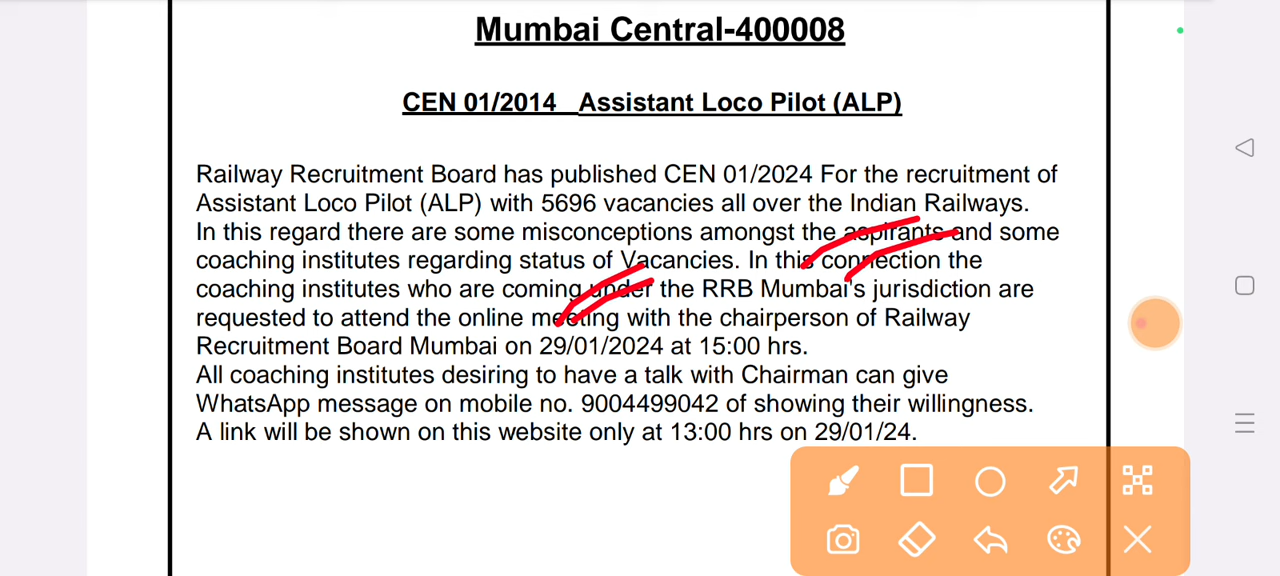 Mumbai Central-400008
CEN 01/2014 Assistant Loco Pilot (ALP)
Railway Recruitment Board has published CEN 01/2024 For the recruitment of
Assistant Loco Pilot (ALP) with 5696 vacancies all over the Indian Railways.
In this regard there are some misconceptions amongst the aspirants and some
coaching institutes regarding status of Vacancies. In this connection the
coaching institutes who are coming under the RRB Mumbai's jurisdiction are
requested to attend the online meeting with the chairperson of Railway
Recruitment Board Mumbai on 29/01/2024 at 15:00 hrs.
All coaching institutes desiring to have a talk with Chairman can give
WhatsApp message on mobile no. 9004499042 of showing their willingness.
A link will be shown on this website only at 13:00 hrs on 29/01/24.